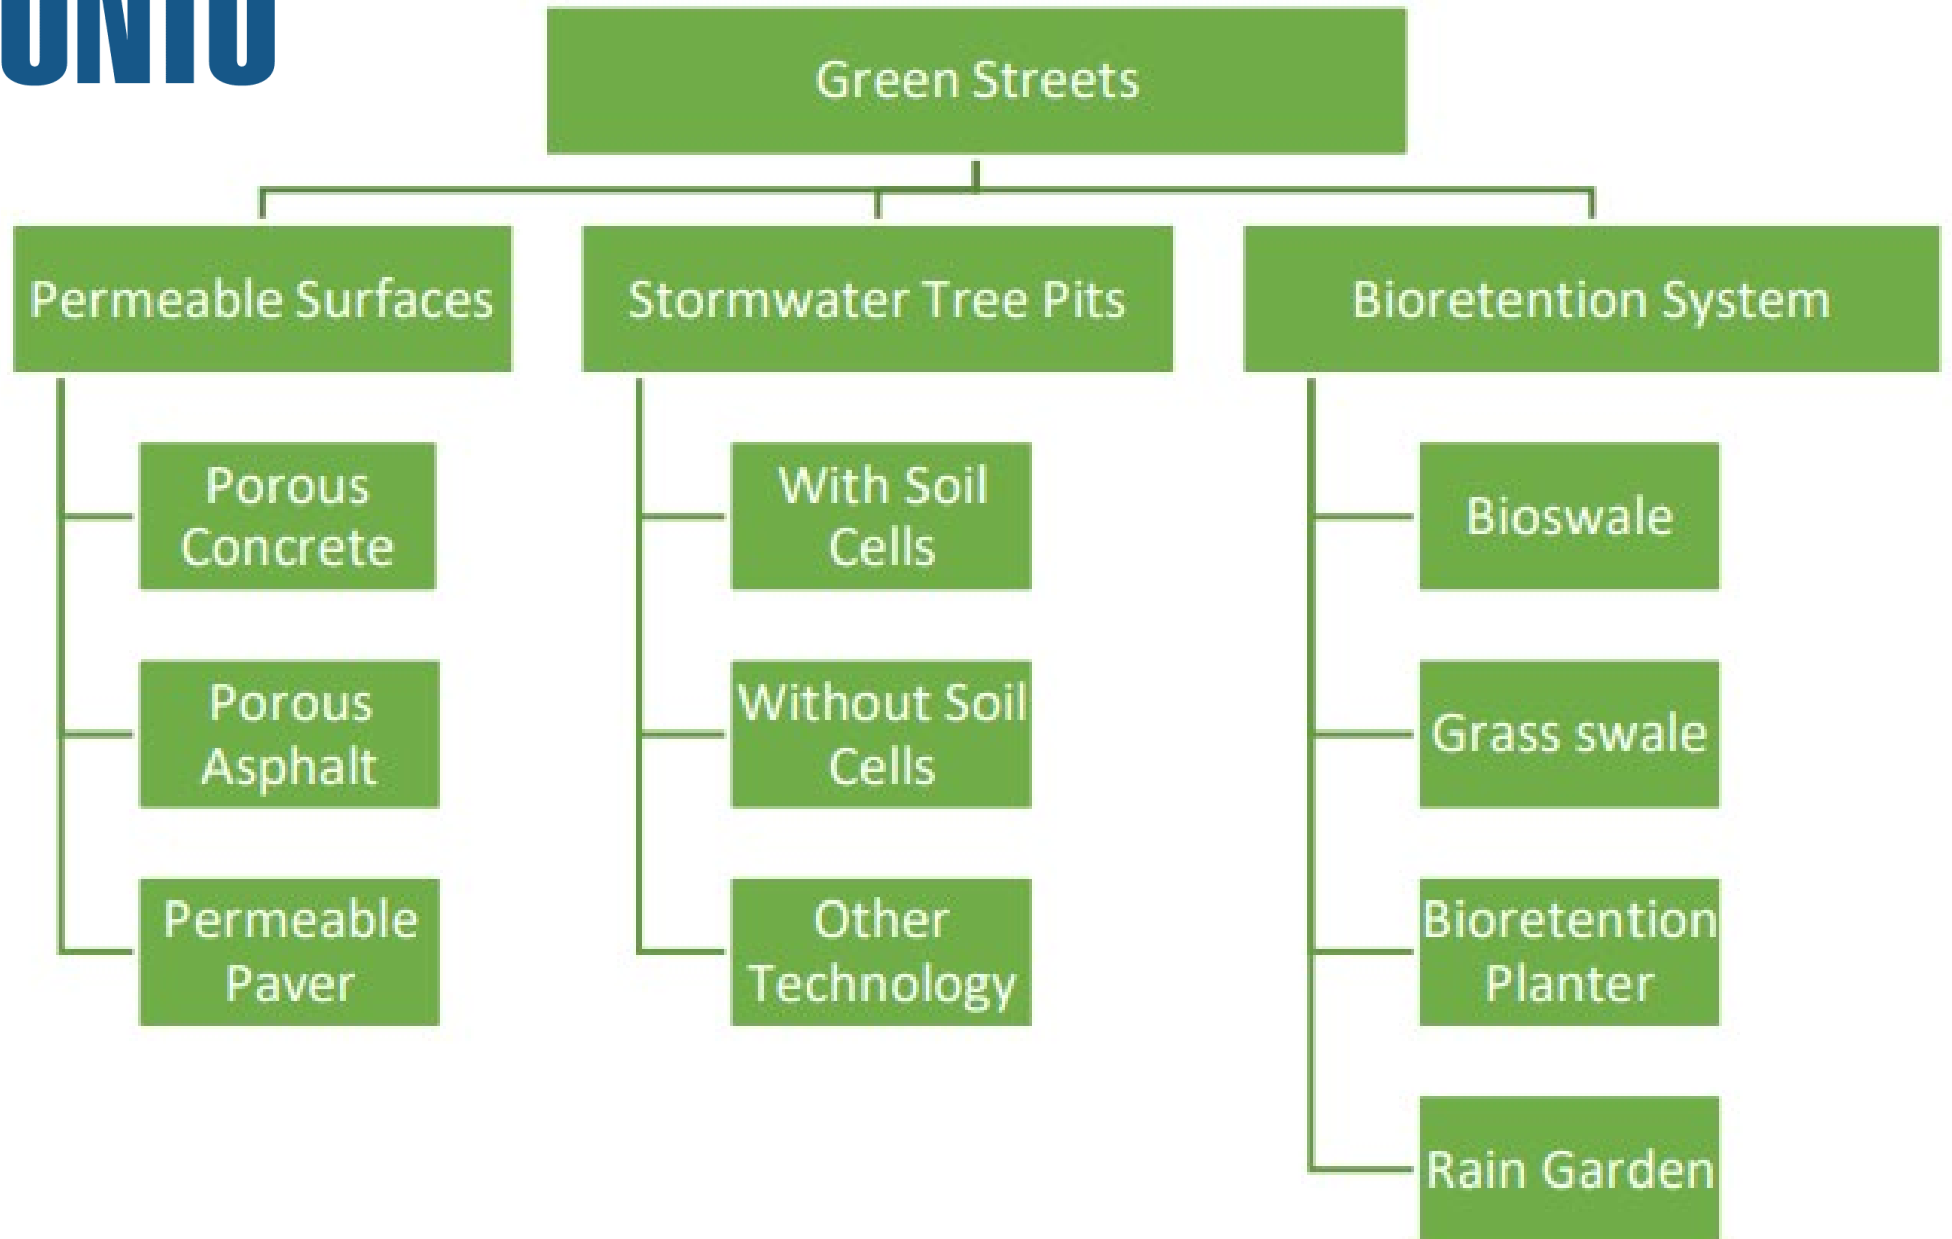 Green Streets
Permeable Surfaces
Stormwater Tree Pits
Bioretention System
Porous
Concrete
Porous
Asphalt
Permeable
Paver
With Soil
Cells
Without Soil
Cells
Other
Technology
Bioswale
Grass swale
Bioretention
Planter
Rain Garden